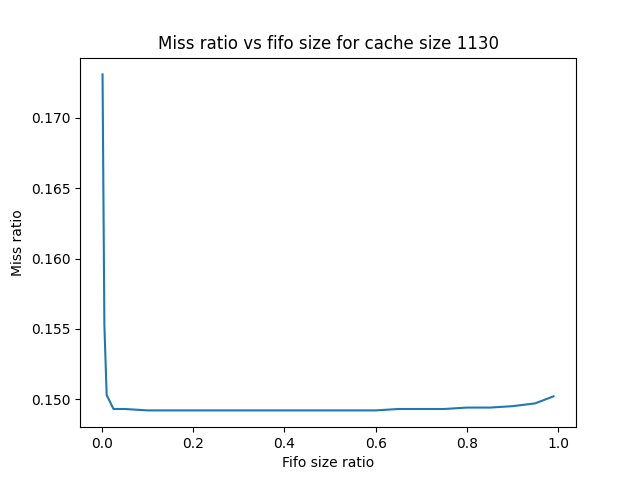 Miss ratio vs fifo size for cache size 1130
0.170
0.165
0.160
0.155
0.150
Miss ratio
0.0 0.2 0.4 0.6 0.8 1.0
Fifo size ratio